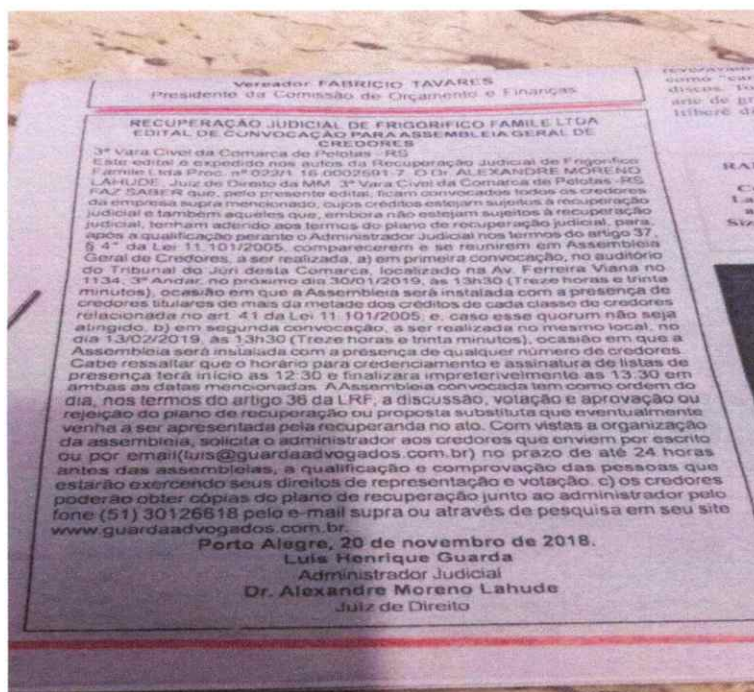 Vereador FABRICIO TAVARES
Presidente da Comissão de Orçamento e Finanças
RECUPERAÇÃO JUDICIAL DE FRIGORIFICO FAMILE LTDA
EDITAL DE CONVOCAÇÃO PARA ASSEMBLEIA GERAL DE
CREDORES
3ª Vara Cível da Comarca de Pelotas - RS
Este edital é expedido nos autos da Recuperação Judicial de Frigorifico
Famile Ltda Proc. nº 022/1.16.0002691-7. O Dr. ALEXANDRE MORENO
LAHUDE, Juiz de Direito da MM. 3ª Vara Cível da Comarca de Pelotas -RS
FAZ SABER que, pelo presente edital, ficam convocados todos os credores
da empresa supra mencionado, cujos créditos estejam sujeitos à recuperação
judicial e também aqueles que, embora não estejam sujeitos à recuperação
judicial, tenham aderido aos termos do plano de recuperação judicial, para,
após a qualificação perante o Administrador Judicial nos termos do artigo 37,
§ 4° da Lei 11.101/2005, comparecerem e se reunirem em Assembleia
Geral de Credores, a ser realizada, a) em primeira convocação, no auditório
do Tribunal do Júri desta Comarca, localizado na Av. Ferreira Viana no
1134, 3º Andar, no próximo dia 30/01/2019, às 13h30 (Treze horas e trinta
minutos), ocasião em que a Assembleia será instalada com a presença de
credores titulares de mais da metade dos créditos de cada classe de credores
relacionada no art. 41 da Lei 11.101/2005, e, caso esse quorum não seja
atingido, b) em segunda convocação, a ser realizada no mesmo local, no
dia 13/02/2019, às 13h30 (Treze horas e trinta minutos), ocasião em que a
Assembleia será instalada com a presença de qualquer número de credores.
Cabe ressaltar que o horário para credenciamento e assinatura de listas de
presença terá início as 12:30 e finalizará impreterivelmente as 13:30 em
ambas as datas mencionadas. A Assembleia convocada tem como ordem do
dia, nos termos do artigo 36 da LRF, a discussão, votação e aprovação ou
rejeição do plano de recuperação ou proposta substituta que eventualmente
venha a ser apresentada pela recuperanda no ato. Com vistas a organização
da assembleia, solicita o administrador aos credores que enviem por escrito
ou por email(luis@guardaadvogados.com.br) no prazo de até 24 horas
antes das assembleias, a qualificação e comprovação das pessoas que
estarão exercendo seus direitos de representação e votação. c) os credores
poderão obter cópias do plano de recuperação junto ao administrador pelo
fone (51) 30126618 pelo e-mail supra ou através de pesquisa em seu site
www.guardaadvogados.com.br.
Porto Alegre, 20 de novembro de 2018.
Luis Henrique Guarda
Administrador Judicial
Dr. Alexandre Moreno Lahude
Juiz de Direito